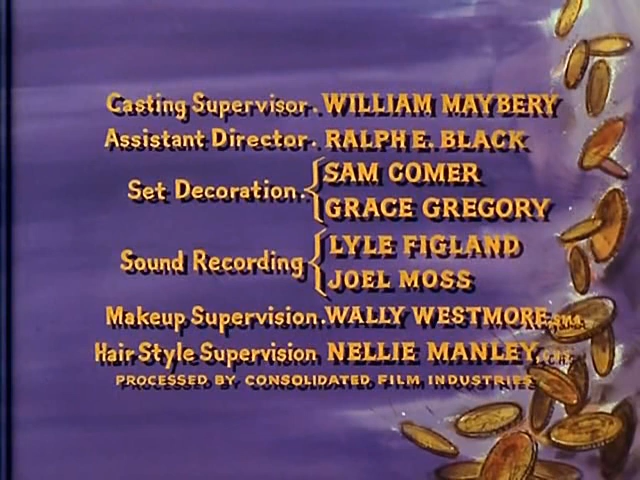 Casting Supervisor. WILLIAM MAYBERY
Assistant Director. RALPH E. BLACK
Set Decoration. SAM COMER
GRACE GREGORY
Sound Recording LYLE FIGLAND
JOEL MOSS
Makeup Supervision. WALLY WESTMORE,
Hair Style Supervision NELLIE MANLEY, C.H.S.
PROCESSED BY CONSOLIDATED FILM INDUSTRIES